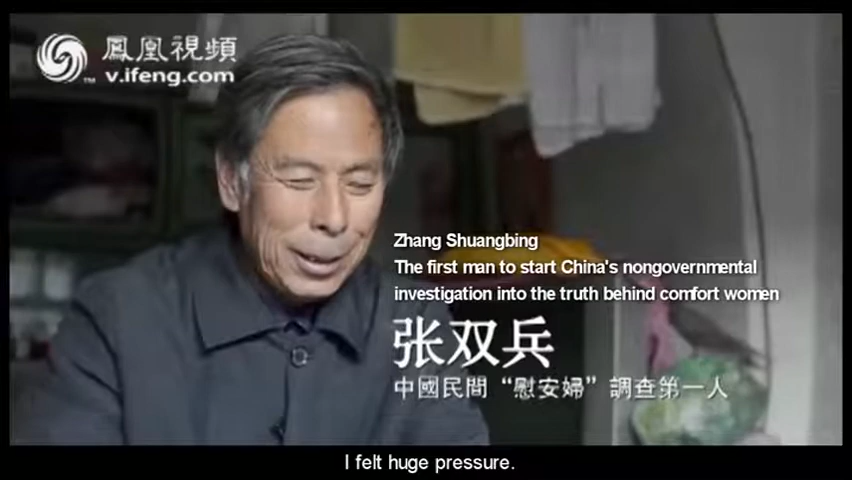 鳳凰視頻
TM
v.ifeng.com
Zhang Shuangbing
The first man to start China's nongovernmental
investigation into the truth behind comfort women
张双兵
中國民間“慰安婦”調查第一人
I felt huge pressure.